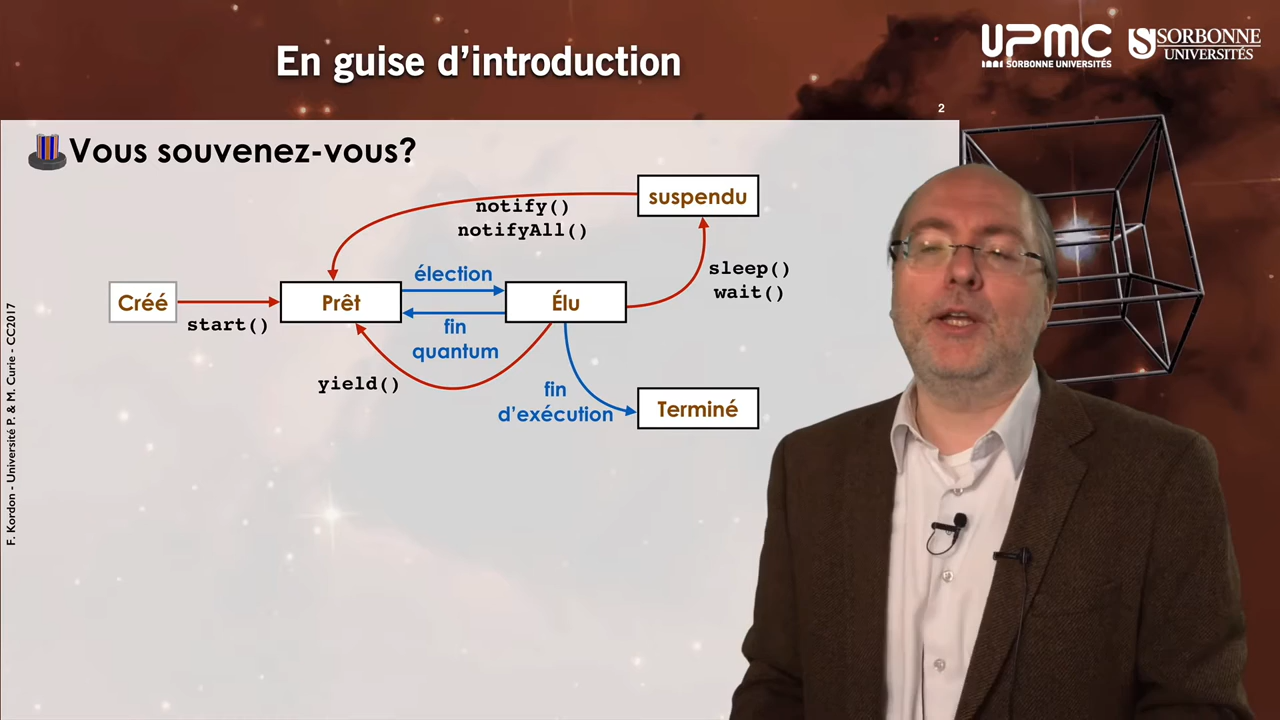 En guise d'introduction
UPMC
SORBONNE UNIVERSITÉS
SORBONNE
UNIVERSITÉS
2
Vous souvenez-vous?
suspendu
notify()
notifyAll()
sleep()
wait()
élection
Créé
Prêt
Élu
start()
fin
quantum
yield()
fin
d'exécution
Terminé
F. Kordon - Université P. & M. Curie - CC2017